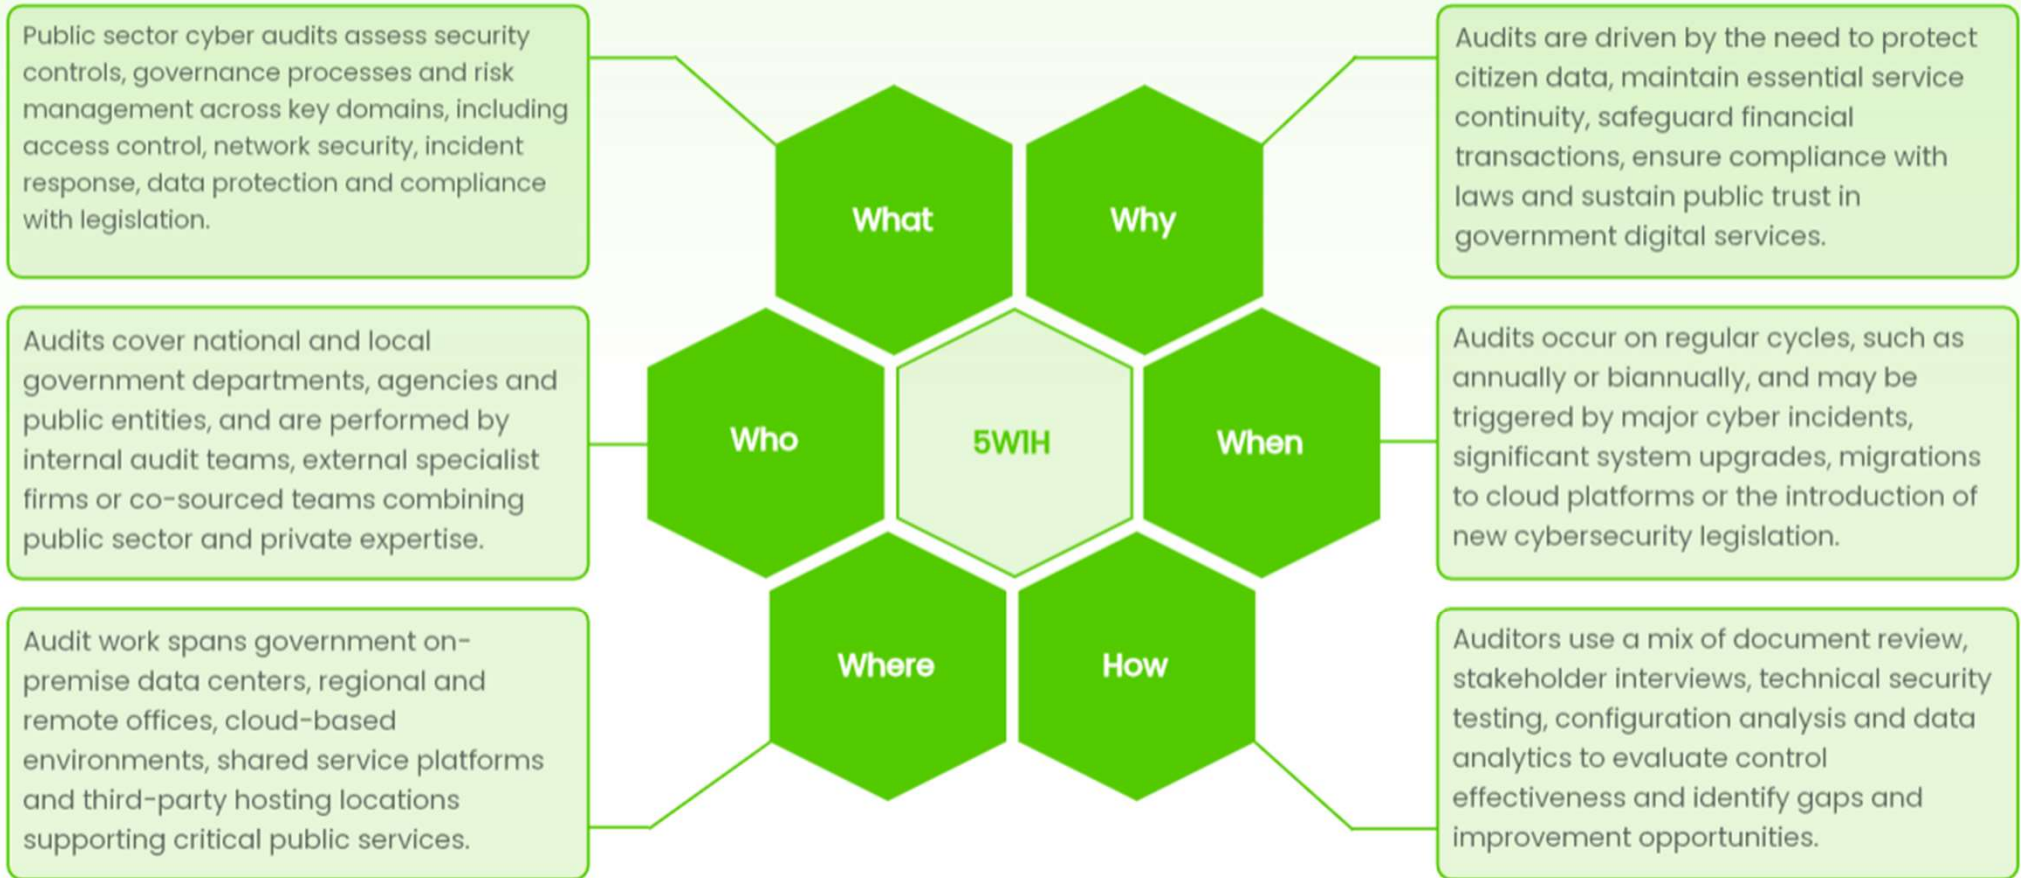 Public sector cyber audits assess security
controls, governance processes and risk
management across key domains, including
access control, network security, incident
response, data protection and compliance
with legislation.
What
Why
Audits are driven by the need to protect
citizen data, maintain essential service
continuity, safeguard financial
transactions, ensure compliance with
laws and sustain public trust in
government digital services.
Audits cover national and local
government departments, agencies and
public entities, and are performed by
internal audit teams, external specialist
firms or co-sourced teams combining
public sector and private expertise.
Who
5W1H
When
Audits occur on regular cycles, such as
annually or biannually, and may be
triggered by major cyber incidents,
significant system upgrades, migrations
to cloud platforms or the introduction of
new cybersecurity legislation.
Audit work spans government on-
premise data centers, regional and
remote offices, cloud-based
environments, shared service platforms
and third-party hosting locations
supporting critical public services.
Where
How
Auditors use a mix of document review,
stakeholder interviews, technical security
testing, configuration analysis and data
analytics to evaluate control
effectiveness and identify gaps and
improvement opportunities.